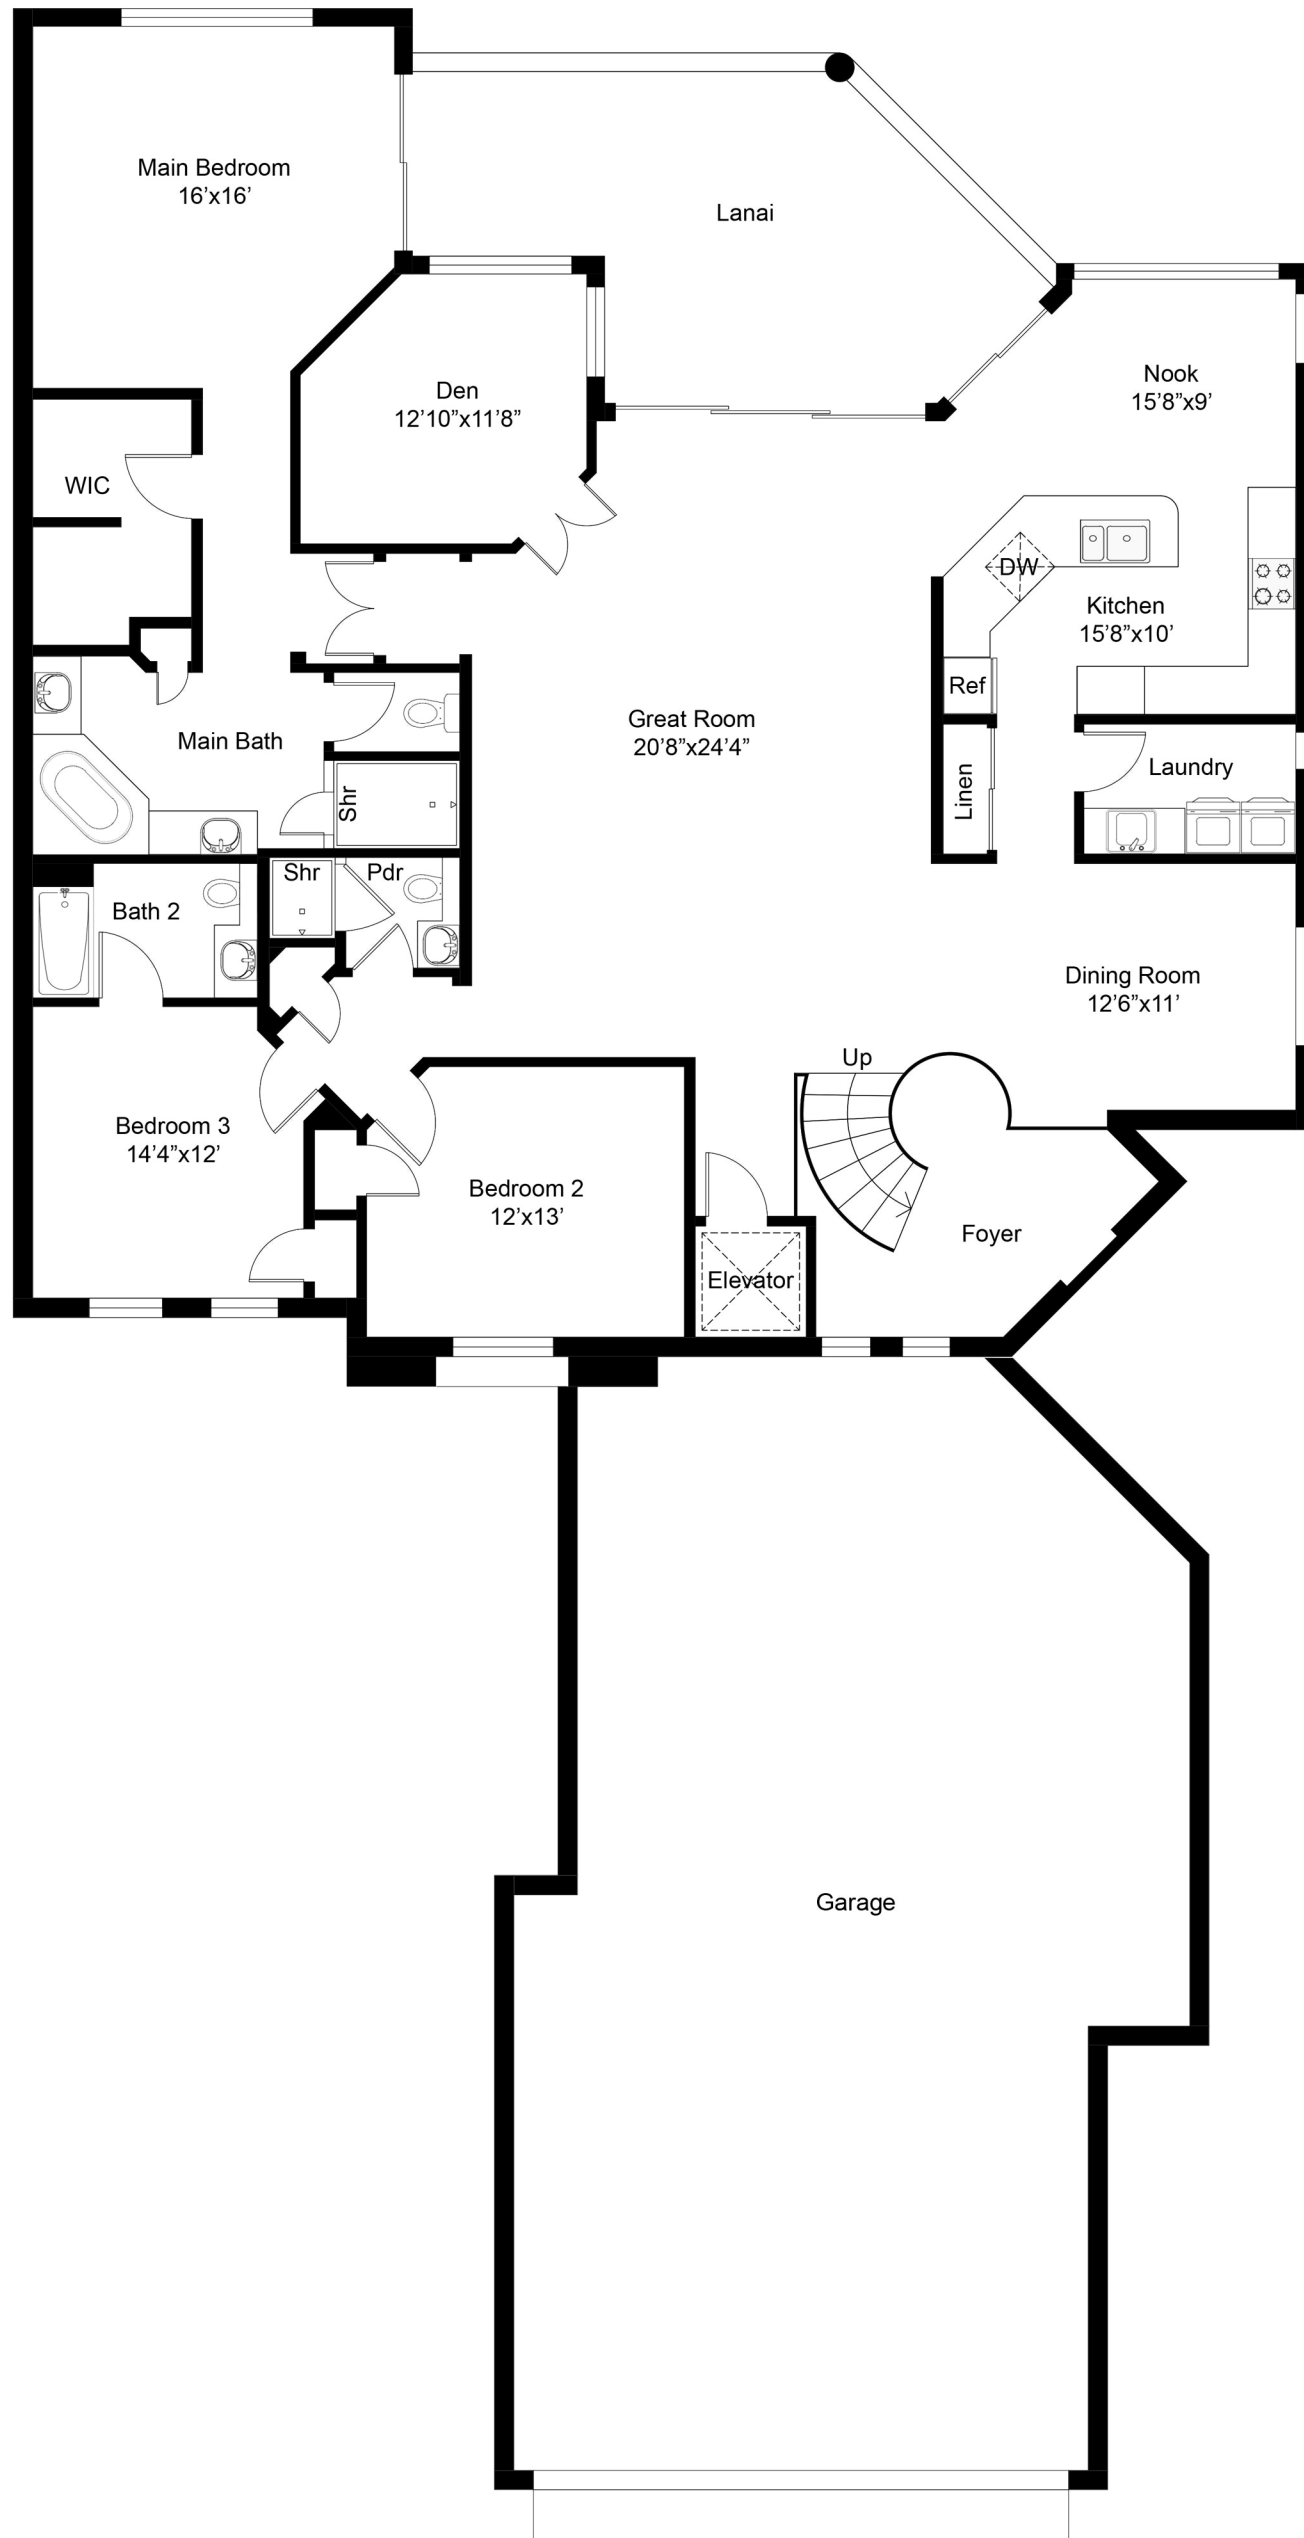 Main Bedroom
16’x16’
Lanai
Den
12’10”x11’8”
Nook
15’8”x9’
WIC
DW
Kitchen
15’8”x10’
Ref
Great Room
20’8”x24’4”
Main Bath
Linen
Laundry
Shr
Shr
Pdr
Bath 2
Dining Room
12’6”x11’
Up
Bedroom 3
14’4”x12’
Bedroom 2
12’x13’
Foyer
Elevator
Garage